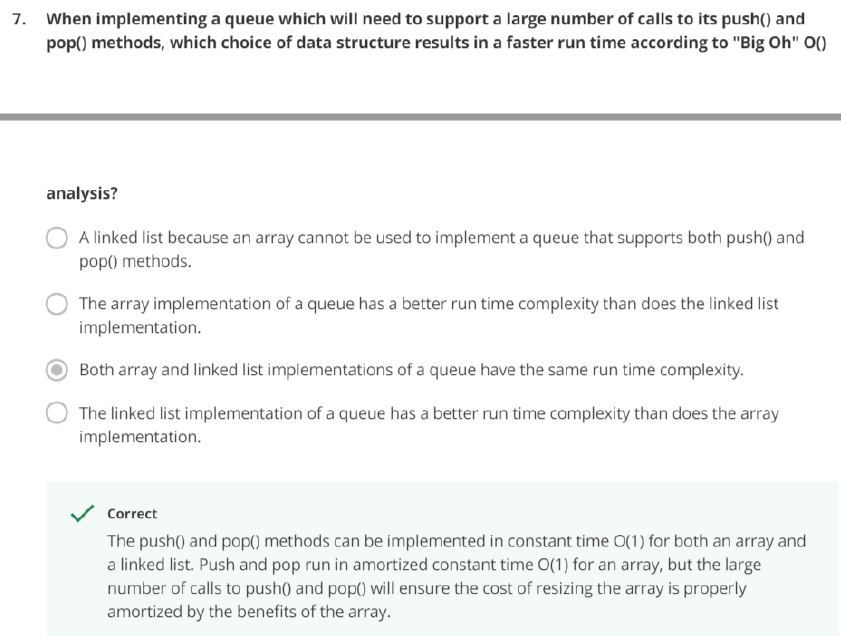 7. When implementing a queue which will need to support a large number of calls to its push() and
pop() methods, which choice of data structure results in a faster run time according to "Big Oh" O()
analysis?
A linked list because an array cannot be used to implement a queue that supports both push() and
pop() methods.
The array implementation of a queue has a better run time complexity than does the linked list
implementation.
Both array and linked list implementations of a queue have the same run time complexity.
The linked list implementation of a queue has a better run time complexity than does the array
implementation.
Correct
The push() and pop() methods can be implemented in constant time O(1) for both an array and
a linked list. Push and pop run in amortized constant time O(1) for an array, but the large
number of calls to push() and pop() will ensure the cost of resizing the array is properly
amortized by the benefits of the array.